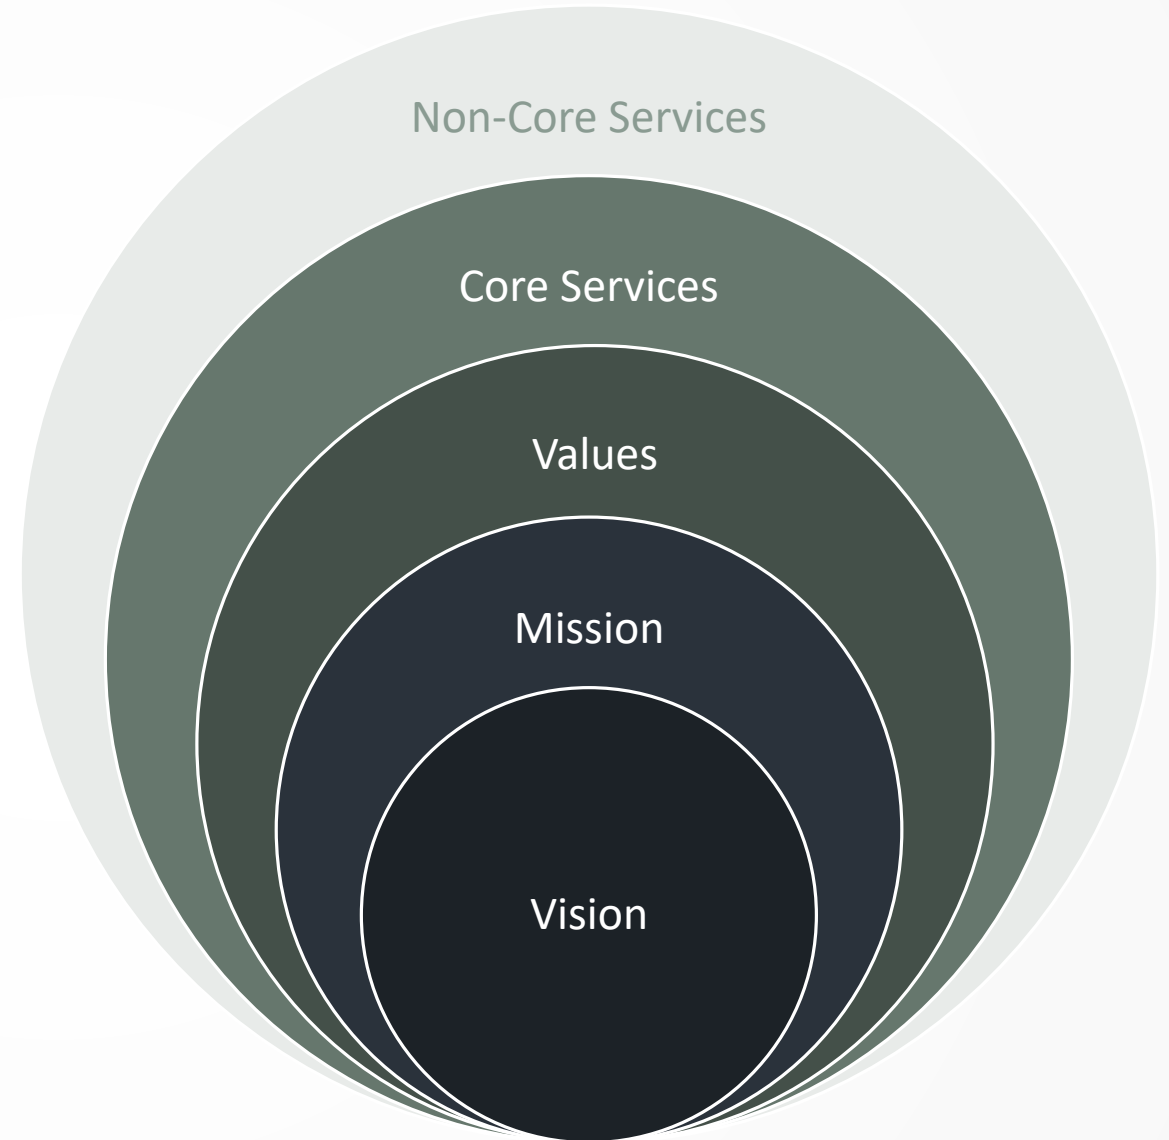 Non-Core Services
Core Services
Values
Mission
Vision